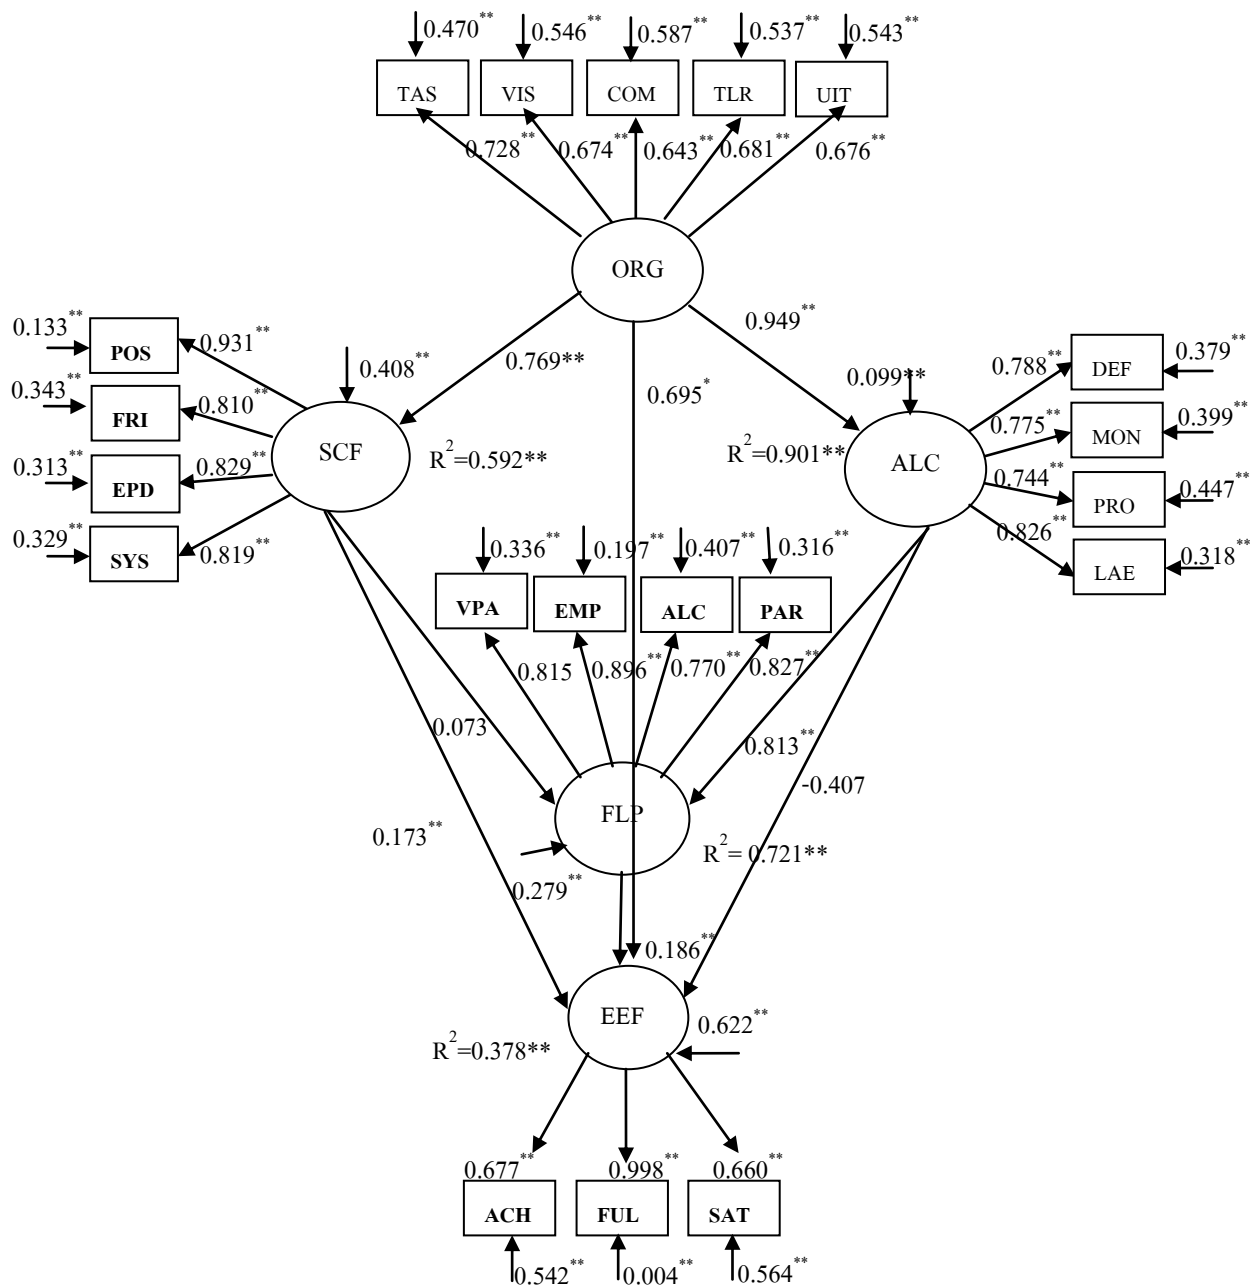 0.470** 0.546** 0.587** 0.537** 0.543**
TAS VIS COM TLR UIT
0.728** 0.674** 0.643** 0.681** 0.676**
ORG
0.133** 0.931** 0.949**
POS 0.408** 0.769** 0.788** DEF 0.379**
0.343** 0.810** 0.695* 0.099**
FRI 0.775** MON 0.399**
SCF R²=0.592** R²=0.901** ALC
0.313** 0.829** 0.744** 0.447**
EPD PRO
0.329** 0.819** 0.826** 0.318**
SYS LAE
0.336** 0.197** 0.407** 0.316**
VPA EMP ALC PAR
0.815 0.896** 0.770** 0.827**
0.073 0.813**
-0.407
FLP
0.173** R²= 0.721**
0.279**
0.186**
EEF 0.622**
R²=0.378**
0.677** 0.998** 0.660**
ACH FUL SAT
0.542** 0.004** 0.564**